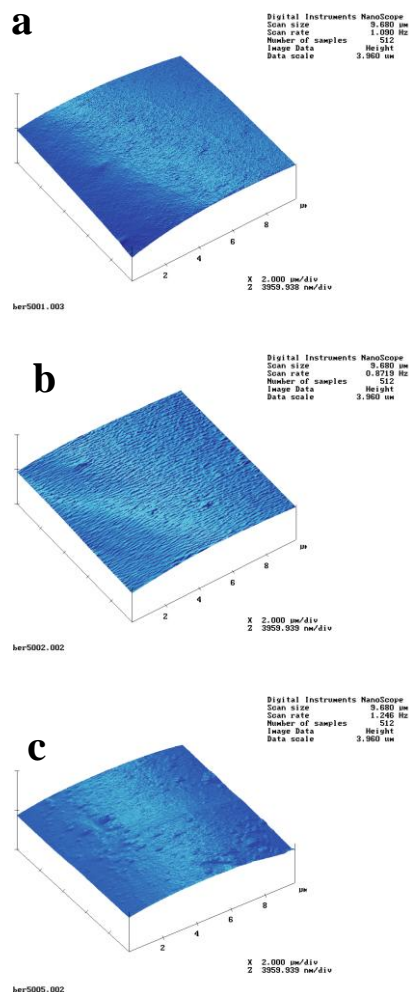 a
Digital Instruments NanoScope
Scan size 9.680 µm
Scan rate 1.090 Hz
Number of samples 512
Image Data Height
Data scale 3.960 um
2
4
6
8
µm
X 2.000 µm/div
Z 3959.938 nm/div
her5001.003
b
Digital Instruments NanoScope
Scan size 9.680 µm
Scan rate 0.8719 Hz
Number of samples 512
Image Data Height
Data scale 3.960 um
2
4
6
8
µm
X 2.000 µm/div
Z 3959.939 nm/div
her5002.002
c
Digital Instruments NanoScope
Scan size 9.680 µm
Scan rate 1.246 Hz
Number of samples 512
Image Data Height
Data scale 3.960 um
2
4
6
8
µm
X 2.000 µm/div
Z 3959.939 nm/div
her5005.002